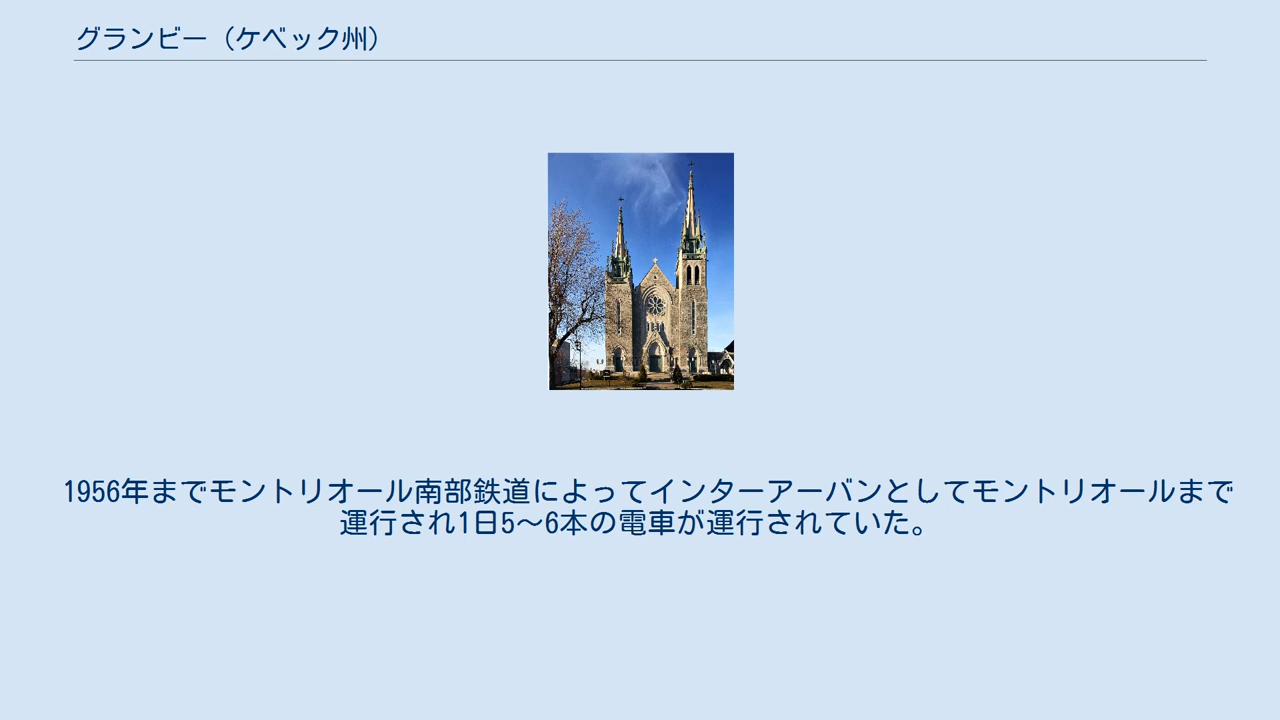 グランビー（ケベック州）
1956年までモントリオール南部鉄道によってインターアーバンとしてモントリオールまで
運行され1日5〜6本の電車が運行されていた。